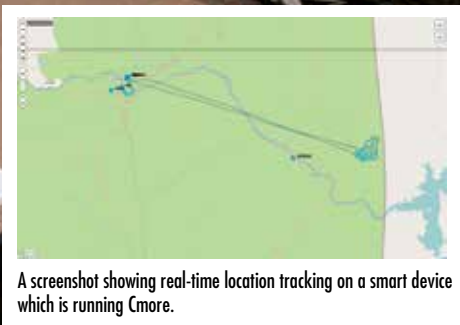 A screenshot showing real-time location tracking on a smart device
which is running Cmore.